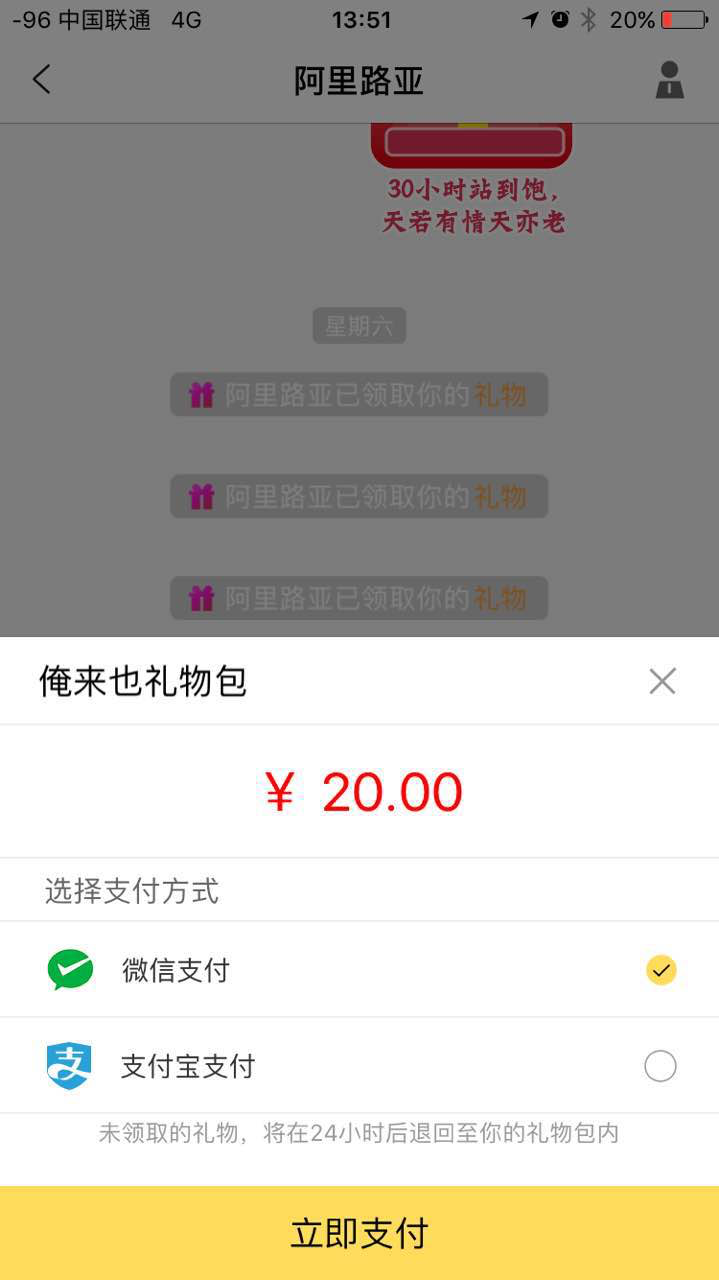 -96 中国联通 4G 13:51 20%
阿里路亚
30小时站到饱，
天若有情天亦老
星期六
阿里路亚已领取你的礼物
阿里路亚已领取你的礼物
阿里路亚已领取你的礼物
俺来也礼物包
¥ 20.00
选择支付方式
微信支付
支付宝支付
未领取的礼物，将在24小时后退回至你的礼物包内
立即支付